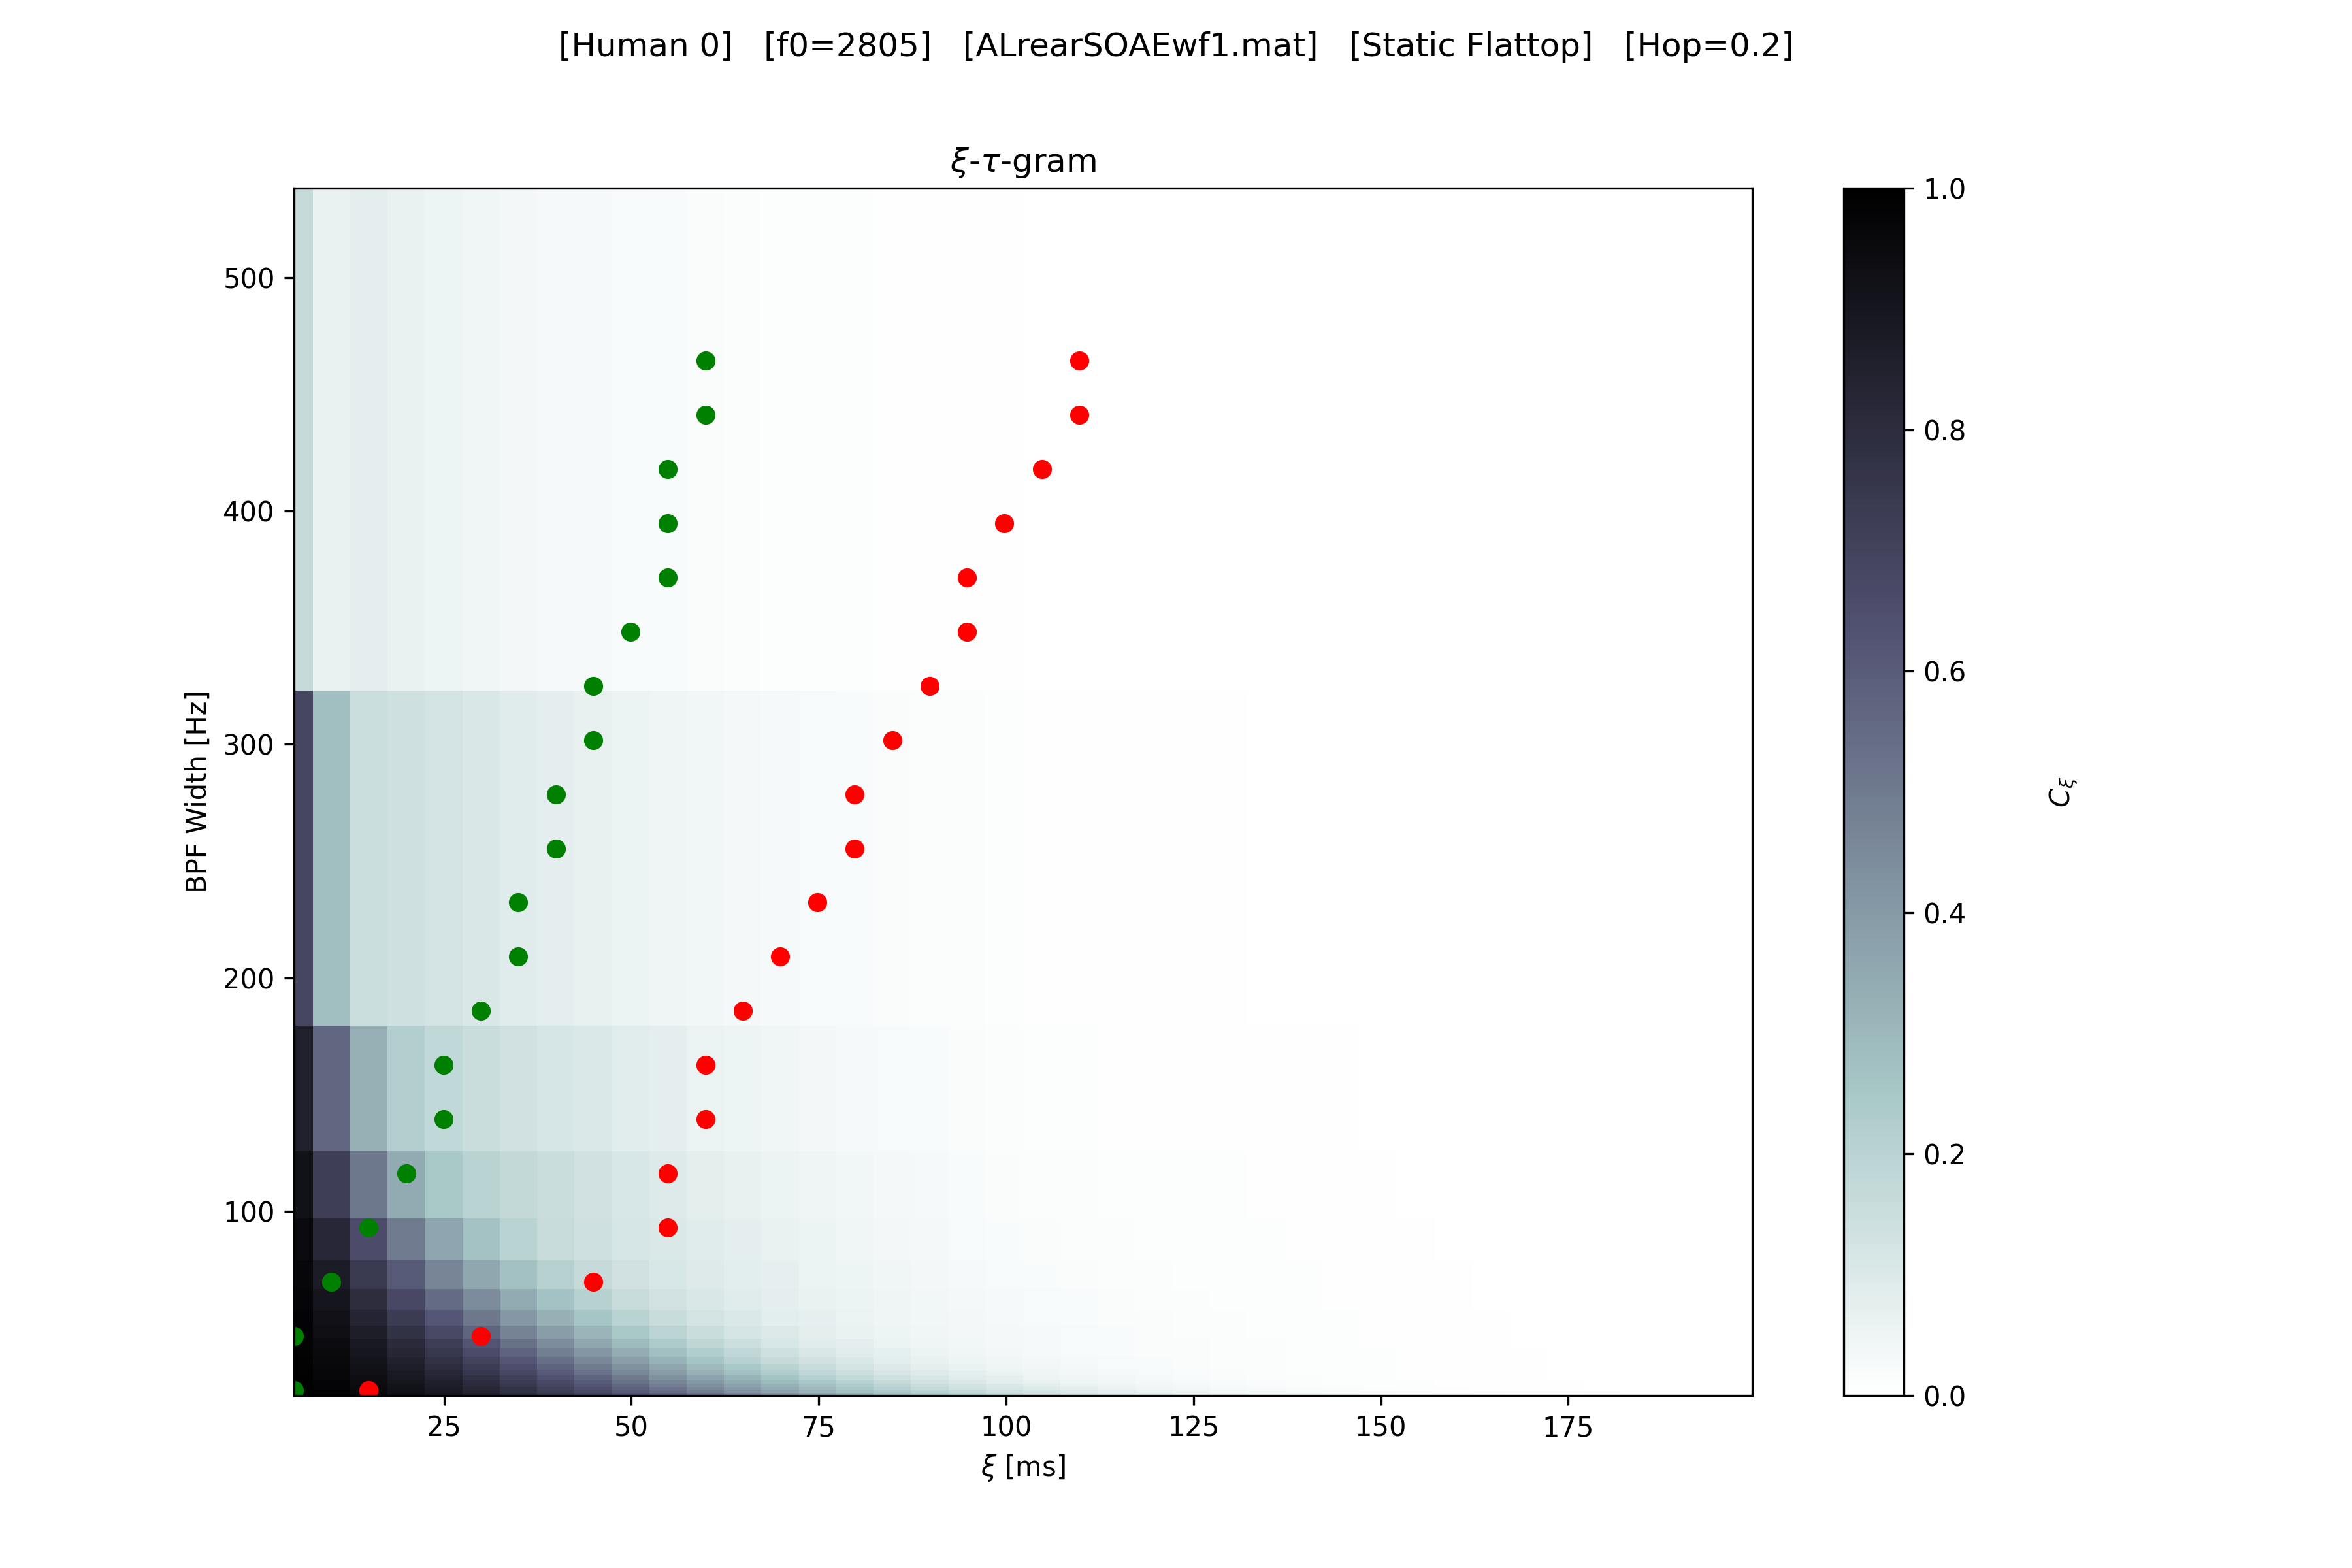 [Human 0]   [f0=2805]   [ALrearSOAEwf1.mat]   [Static Flattop]   [Hop=0.2]
ξ-τ-gram
500
400
300
200
100
BPF Width [Hz]
25 50 75 100 125 150 175
ξ [ms]
1.0
0.8
0.6
0.4
0.2
0.0
Cξ